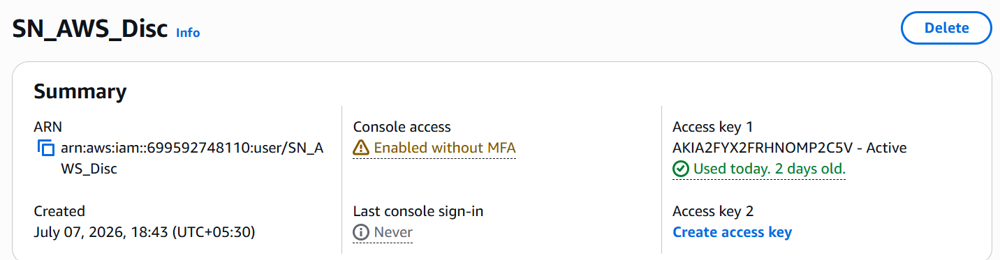 SN_AWS_Disc Info
Delete
Summary
ARN
arn:aws:iam::699592748110:user/SN_A
WS_Disc
Created
July 07, 2026, 18:43 (UTC+05:30)
Console access
Enabled without MFA
Last console sign-in
Never
Access key 1
AKIA2FYX2FRHNOMP2C5V - Active
Used today. 2 days old.
Access key 2
Create access key